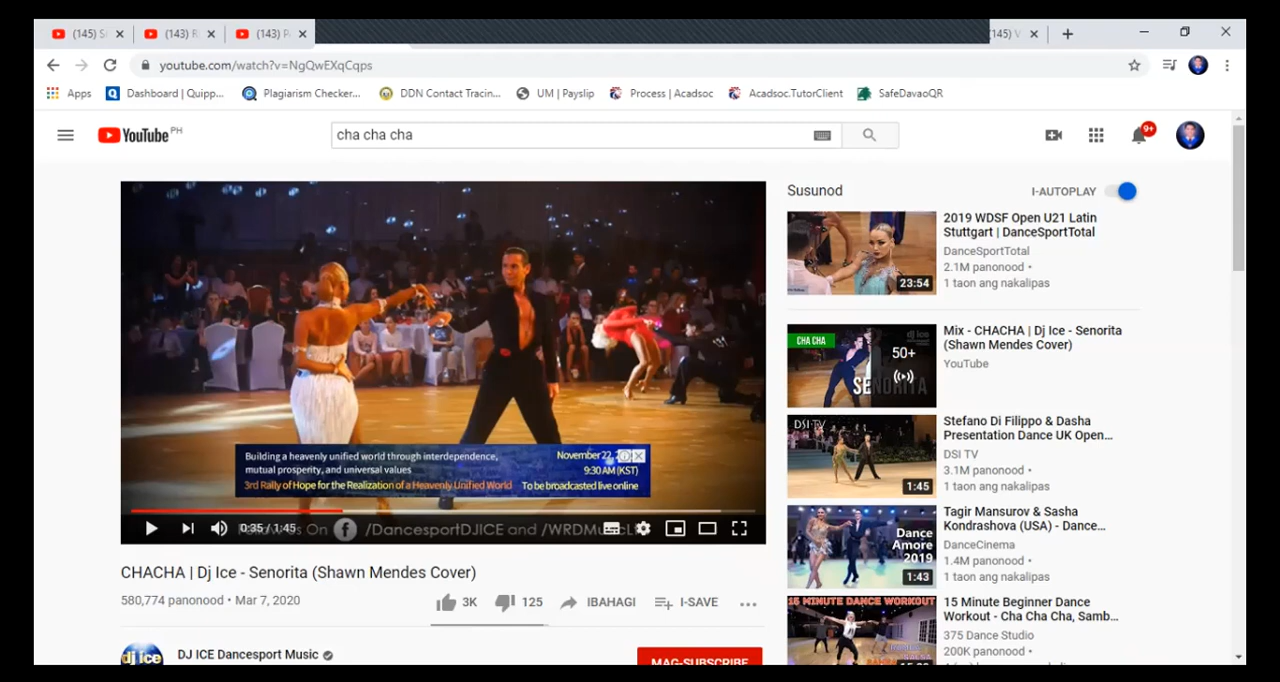 (145) S
(143) R
(143) P
145) V
youtube.com/watch?v=NgQwEXqCqps
Apps
Dashboard | Quipp...
Plagiarism Checker...
DDN Contact Tracin...
UM | Payslip
Process | Acadsoc
Acadsoc.TutorClient
SafeDavaoQR
YouTube PH
cha cha cha
9+
Building a heavenly unified world through interdependence,
mutual prosperity, and universal values
3rd Rally of Hope for the Realization of a Heavenly Unified World
November 22,
9:30 AM (KST)
To be broadcasted live online
0:35 / 1:45
Us On f /DancesportDJICE and /WRDMu
CHACHA | Dj Ice - Senorita (Shawn Mendes Cover)
580,774 panonood • Mar 7, 2020
3K
125
IBAHAGI
I-SAVE
dj ice
DJ ICE Dancesport Music
MAG-SUBSCRIBE
Susunod
I-AUTOPLAY
23:54
2019 WDSF Open U21 Latin
Stuttgart | DanceSportTotal
DanceSportTotal
2.1M panonood •
1 taon ang nakalipas
CHA CHA
dj ice
50+
SENORITA
Mix - CHACHA | Dj Ice - Senorita
(Shawn Mendes Cover)
YouTube
DSI TV
1:45
Stefano Di Filippo & Dasha
Presentation Dance UK Open...
DSI TV
3.1M panonood •
1 taon ang nakalipas
Dance
Amore
2019
1:43
Tagir Mansurov & Sasha
Kondrashova (USA) - Dance...
DanceCinema
1.4M panonood •
1 taon ang nakalipas
15 MINUTE DANCE WORKOUT
15 Minute Beginner Dance
Workout - Cha Cha Cha, Samb...
375 Dance Studio
200K panonood •